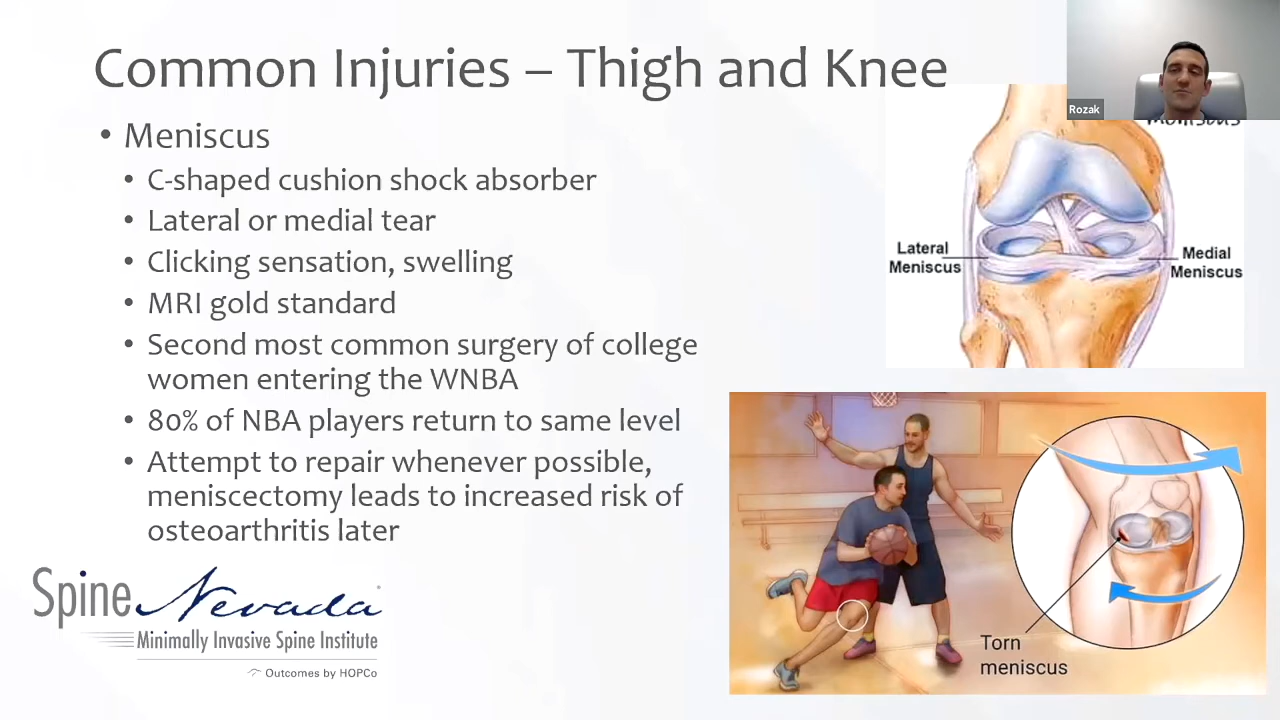 Common Injuries – Thigh and Knee
Rozak
• Meniscus
• C-shaped cushion shock absorber
• Lateral or medial tear
• Clicking sensation, swelling
• MRI gold standard
• Second most common surgery of college
women entering the WNBA
• 80% of NBA players return to same level
• Attempt to repair whenever possible,
meniscectomy leads to increased risk of
osteoarthritis later
Lateral
Meniscus
Medial
Meniscus
Torn
meniscus
Spine Nevada
Minimally Invasive Spine Institute
Outcomes by HOPCo